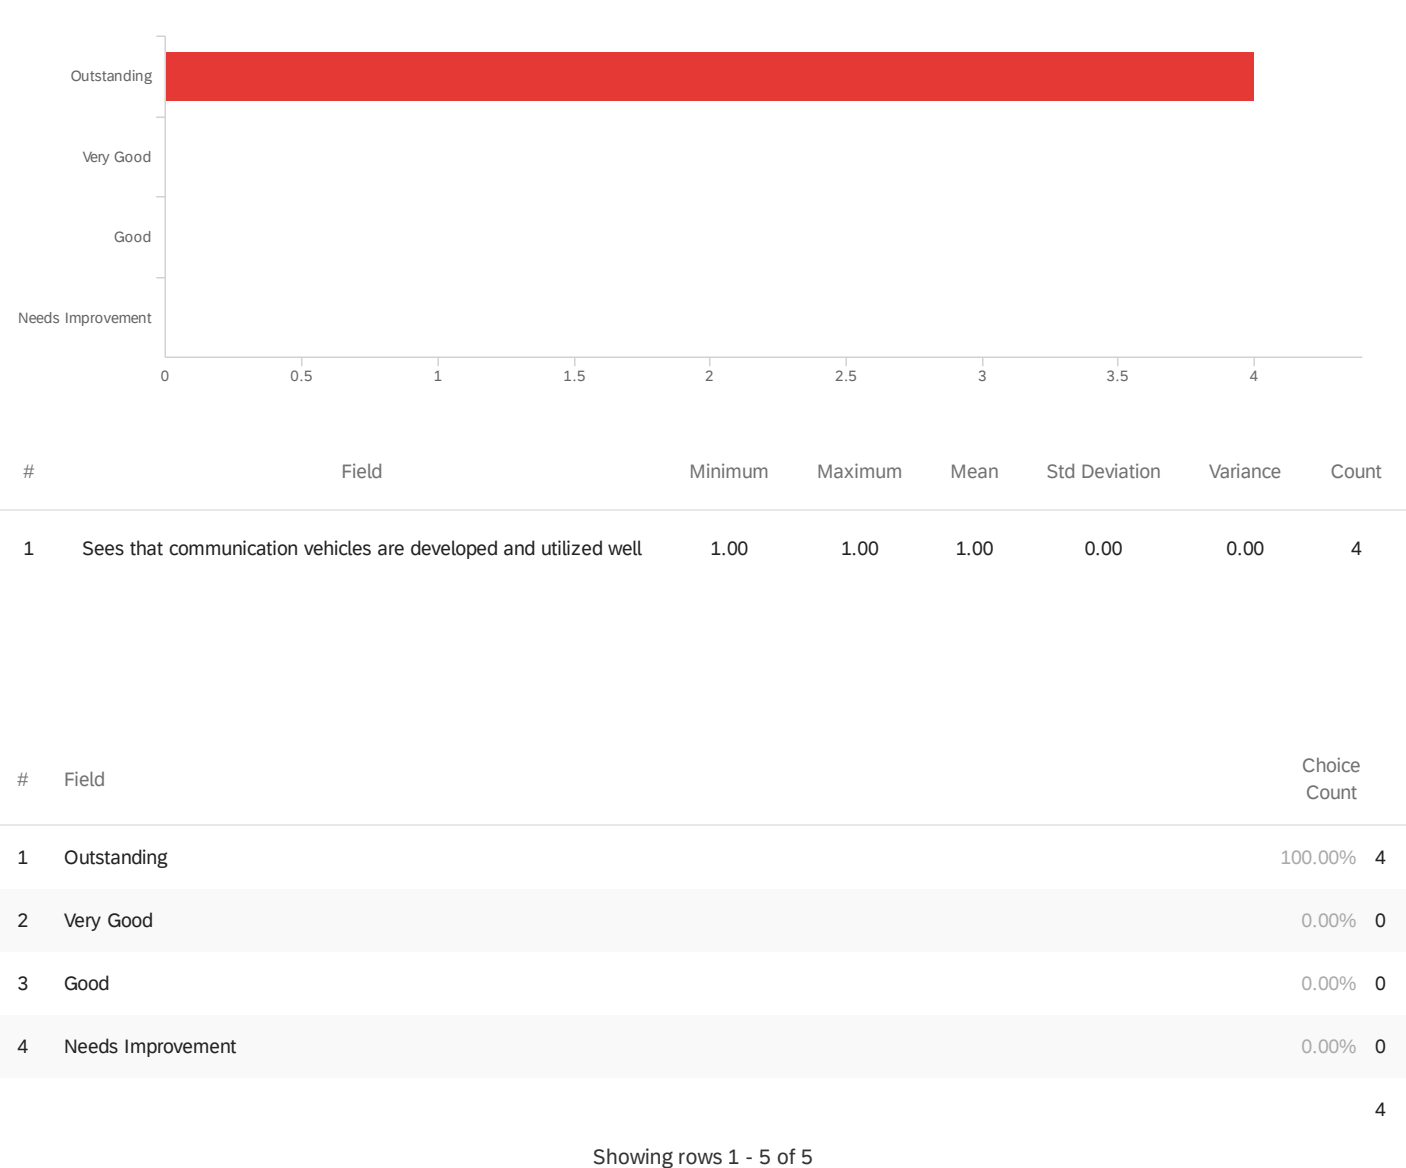 Outstanding
Very Good
Good
Needs Improvement
0 0.5 1 1.5 2 2.5 3 3.5 4
# Field Minimum Maximum Mean Std Deviation Variance Count
1 Sees that communication vehicles are developed and utilized well 1.00 1.00 1.00 0.00 0.00 4
# Field Choice
Count
1 Outstanding 100.00% 4
2 Very Good 0.00% 0
3 Good 0.00% 0
4 Needs Improvement 0.00% 0
4
Showing rows 1 - 5 of 5